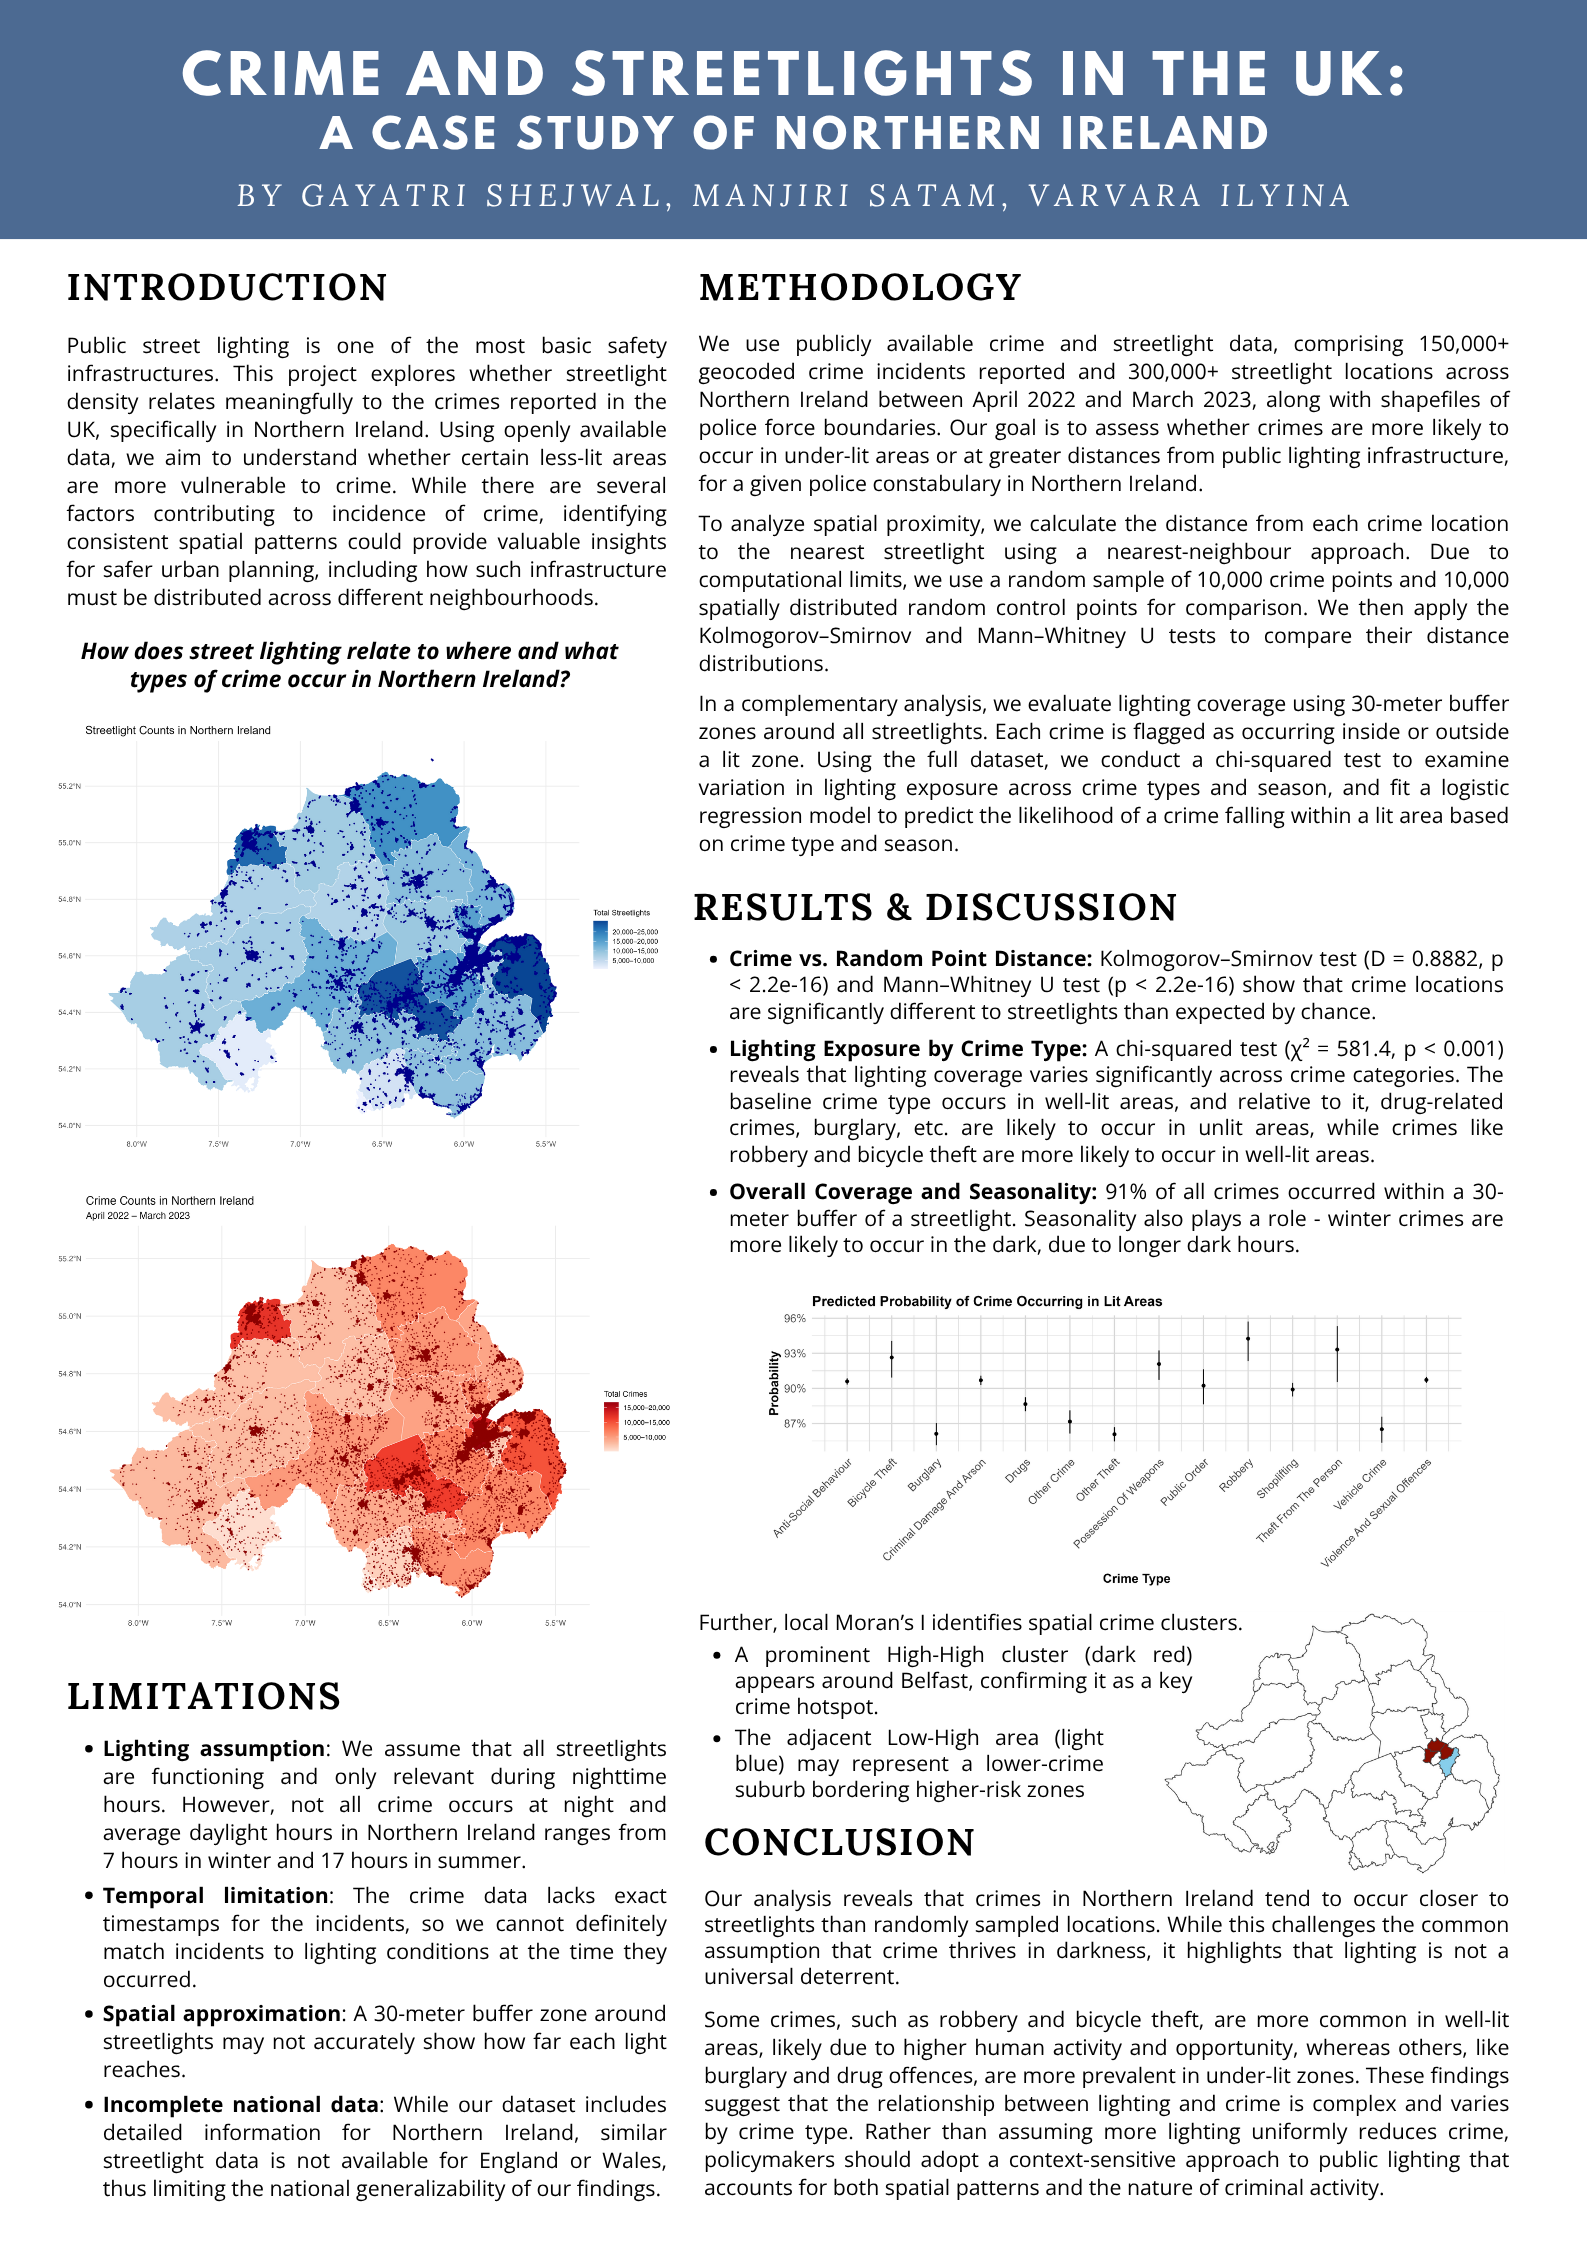 CRIME AND STREETLIGHTS IN THE UK:
A CASE STUDY OF NORTHERN IRELAND
BY GAYATRI SHEJWAL, MANJIRI SATAM, VARVARA ILYINA
INTRODUCTION
Public street lighting is one of the most basic safety
infrastructures. This project explores whether streetlight
density relates meaningfully to the crimes reported in the
UK, specifically in Northern Ireland. Using openly available
data, we aim to understand whether certain less-lit areas
are more vulnerable to crime. While there are several
factors contributing to incidence of crime, identifying
consistent spatial patterns could provide valuable insights
for safer urban planning, including how such infrastructure
must be distributed across different neighbourhoods.
How does street lighting relate to where and what
types of crime occur in Northern Ireland?
Streetlight Counts in Northern Ireland
55.2°N
55.0°N
54.8°N
54.6°N
54.4°N
54.2°N
54.0°N
8.0°W 7.5°W 7.0°W 6.5°W 6.0°W 5.5°W
Total Streetlights
20,000–25,000
15,000–20,000
10,000–15,000
5,000–10,000
Crime Counts in Northern Ireland
April 2022 – March 2023
55.2°N
55.0°N
54.8°N
54.6°N
54.4°N
54.2°N
54.0°N
8.0°W 7.5°W 7.0°W 6.5°W 6.0°W 5.5°W
Total Crimes
15,000–20,000
10,000–15,000
5,000–10,000
LIMITATIONS
• Lighting assumption: We assume that all streetlights
are functioning and only relevant during nighttime
hours. However, not all crime occurs at night and
average daylight hours in Northern Ireland ranges from
7 hours in winter and 17 hours in summer.
• Temporal limitation: The crime data lacks exact
timestamps for the incidents, so we cannot definitely
match incidents to lighting conditions at the time they
occurred.
• Spatial approximation: A 30-meter buffer zone around
streetlights may not accurately show how far each light
reaches.
• Incomplete national data: While our dataset includes
detailed information for Northern Ireland, similar
streetlight data is not available for England or Wales,
thus limiting the national generalizability of our findings.
METHODOLOGY
We use publicly available crime and streetlight data, comprising 150,000+
geocoded crime incidents reported and 300,000+ streetlight locations across
Northern Ireland between April 2022 and March 2023, along with shapefiles of
police force boundaries. Our goal is to assess whether crimes are more likely to
occur in under-lit areas or at greater distances from public lighting infrastructure,
for a given police constabulary in Northern Ireland.
To analyze spatial proximity, we calculate the distance from each crime location
to the nearest streetlight using a nearest-neighbour approach. Due to
computational limits, we use a random sample of 10,000 crime points and 10,000
spatially distributed random control points for comparison. We then apply the
Kolmogorov–Smirnov and Mann–Whitney U tests to compare their distance
distributions.
In a complementary analysis, we evaluate lighting coverage using 30-meter buffer
zones around all streetlights. Each crime is flagged as occurring inside or outside
a lit zone. Using the full dataset, we conduct a chi-squared test to examine
variation in lighting exposure across crime types and season, and fit a logistic
regression model to predict the likelihood of a crime falling within a lit area based
on crime type and season.
RESULTS & DISCUSSION
• Crime vs. Random Point Distance: Kolmogorov–Smirnov test (D = 0.8882, p
< 2.2e-16) and Mann–Whitney U test (p < 2.2e-16) show that crime locations
are significantly different to streetlights than expected by chance.
• Lighting Exposure by Crime Type: A chi-squared test (χ² = 581.4, p < 0.001)
reveals that lighting coverage varies significantly across crime categories. The
baseline crime type occurs in well-lit areas, and relative to it, drug-related
crimes, burglary, etc. are likely to occur in unlit areas, while crimes like
robbery and bicycle theft are more likely to occur in well-lit areas.
• Overall Coverage and Seasonality: 91% of all crimes occurred within a 30-
meter buffer of a streetlight. Seasonality also plays a role - winter crimes are
more likely to occur in the dark, due to longer dark hours.
Predicted Probability of Crime Occurring in Lit Areas
Probability
96%
93%
90%
87%
Anti-Social Behaviour
Bicycle Theft
Burglary
Criminal Damage And Arson
Drugs
Other Crime
Other Theft
Possession Of Weapons
Public Order
Robbery
Shoplifting
Theft From The Person
Vehicle Crime
Violence And Sexual Offences
Crime Type
Further, local Moran's I identifies spatial crime clusters.
• A prominent High-High cluster (dark red)
appears around Belfast, confirming it as a key
crime hotspot.
• The adjacent Low-High area (light
blue) may represent a lower-crime
suburb bordering higher-risk zones
CONCLUSION
Our analysis reveals that crimes in Northern Ireland tend to occur closer to
streetlights than randomly sampled locations. While this challenges the common
assumption that crime thrives in darkness, it highlights that lighting is not a
universal deterrent.
Some crimes, such as robbery and bicycle theft, are more common in well-lit
areas, likely due to higher human activity and opportunity, whereas others, like
burglary and drug offences, are more prevalent in under-lit zones. These findings
suggest that the relationship between lighting and crime is complex and varies
by crime type. Rather than assuming more lighting uniformly reduces crime,
policymakers should adopt a context-sensitive approach to public lighting that
accounts for both spatial patterns and the nature of criminal activity.